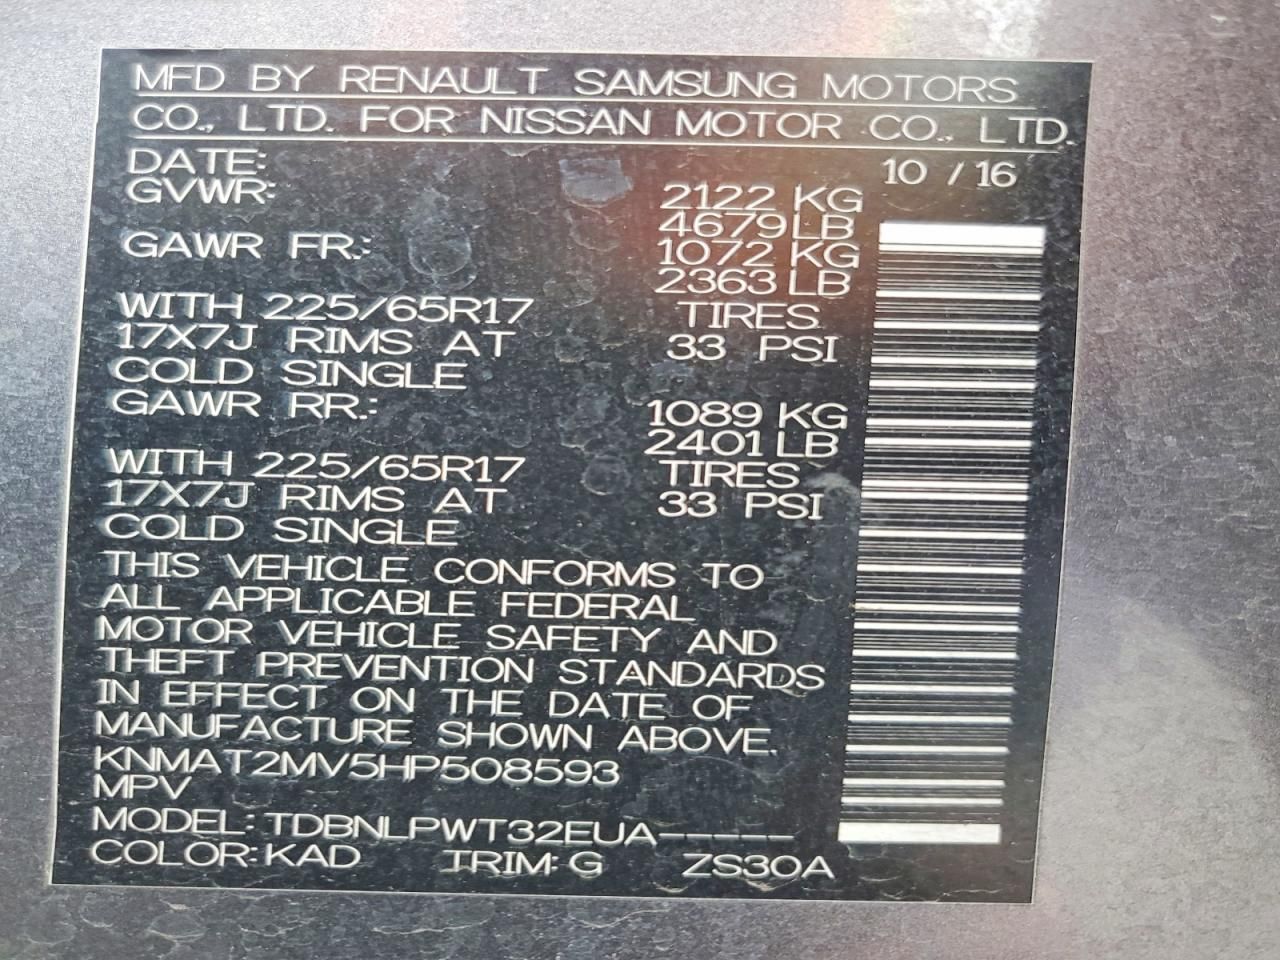 MFD BY RENAULT SAMSUNG MOTORS
CO., LTD. FOR NISSAN MOTOR CO., LTD.
DATE: 10 / 16
GVWR: 2122 KG
4679 LB
GAWR FR.: 1072 KG
2363 LB
WITH 225/65R17 TIRES
17X7J RIMS AT 33 PSI
COLD SINGLE
GAWR RR.: 1089 KG
2401 LB
WITH 225/65R17 TIRES
17X7J RIMS AT 33 PSI
COLD SINGLE
THIS VEHICLE CONFORMS TO
ALL APPLICABLE FEDERAL
MOTOR VEHICLE SAFETY AND
THEFT PREVENTION STANDARDS
IN EFFECT ON THE DATE OF
MANUFACTURE SHOWN ABOVE.
KNMAT2MV5HP508593
MPV
MODEL: TDBNLPWT32EUA-----
COLOR: KAD TRIM: G ZS30A